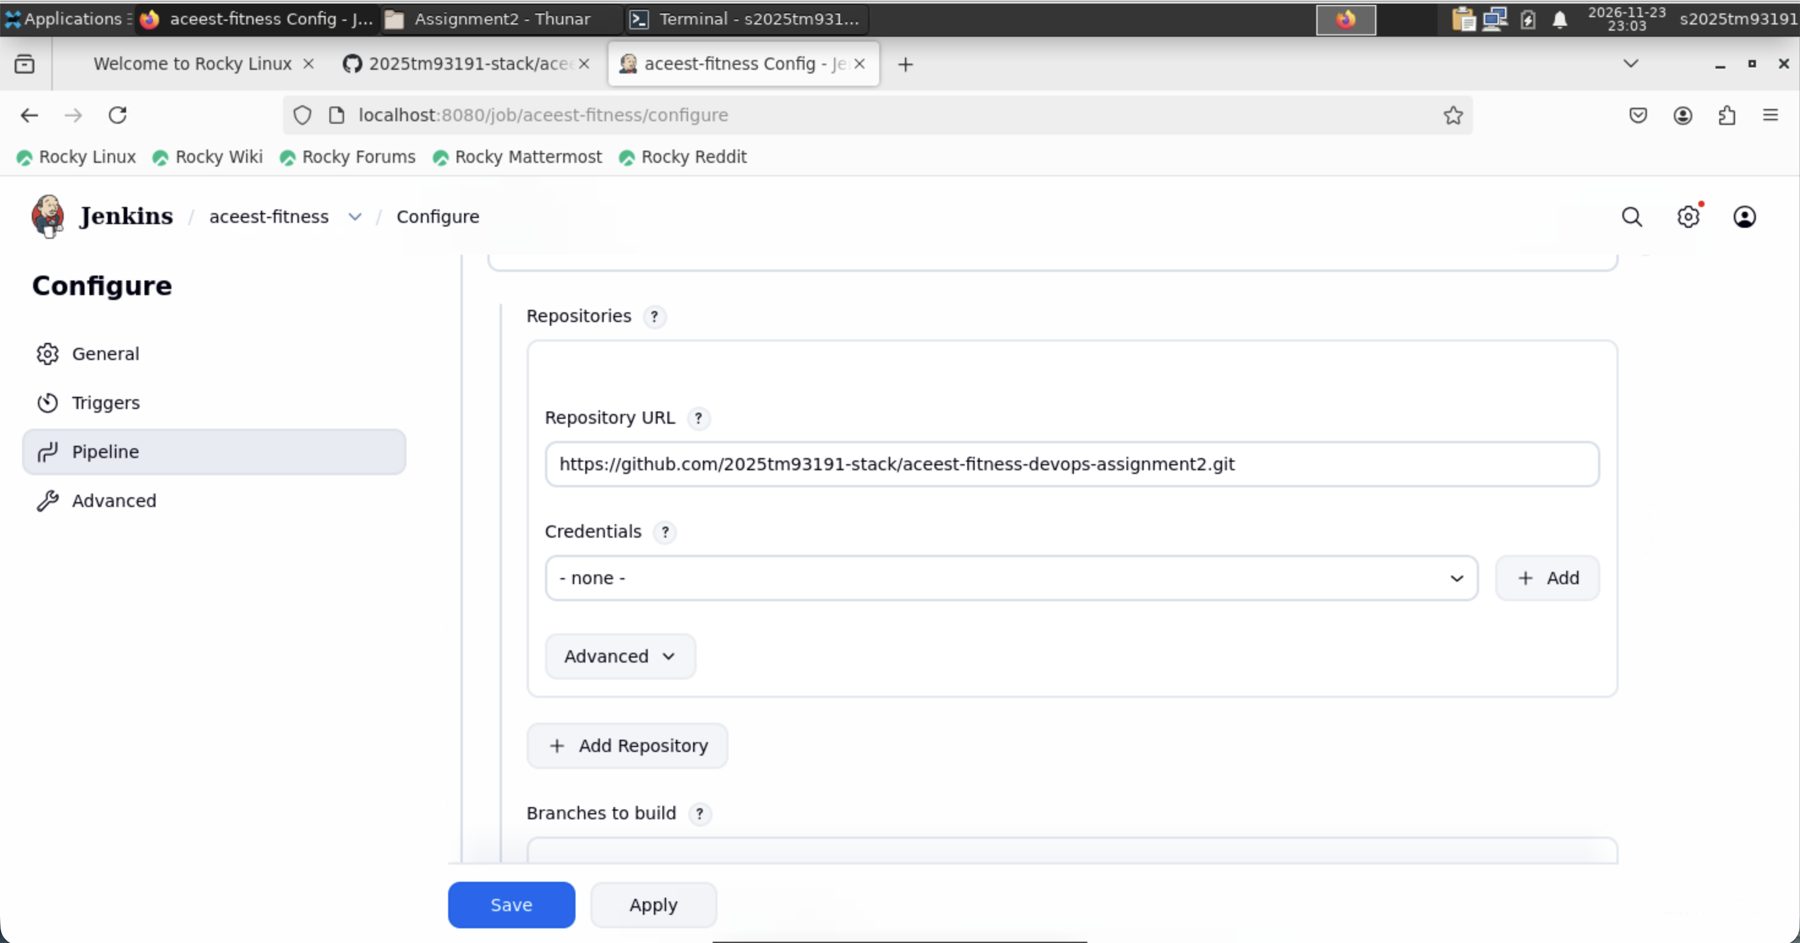 Applications
aceest-fitness Config - J...
Assignment2 - Thunar
Terminal - s2025tm931...
2026-11-23
23:03
s2025tm93191
Welcome to Rocky Linux
2025tm93191-stack/acee
aceest-fitness Config - Je
localhost:8080/job/aceest-fitness/configure
Rocky Linux
Rocky Wiki
Rocky Forums
Rocky Mattermost
Rocky Reddit
Jenkins / aceest-fitness / Configure
Configure
General
Triggers
Pipeline
Advanced
Repositories ?
Repository URL ?
https://github.com/2025tm93191-stack/aceest-fitness-devops-assignment2.git
Credentials ?
- none -
+ Add
Advanced
+ Add Repository
Branches to build ?
Save
Apply